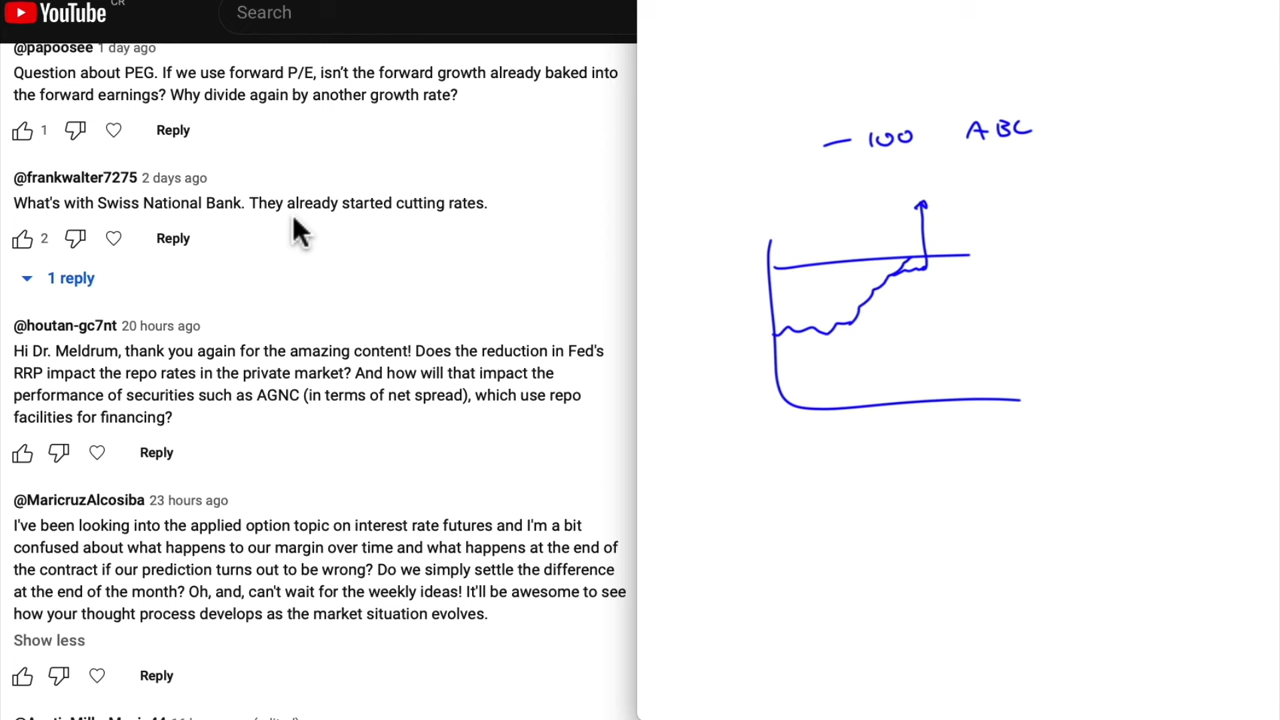 CR
YouTube
Search
@papoosee 1 day ago
Question about PEG. If we use forward P/E, isn’t the forward growth already baked into
the forward earnings? Why divide again by another growth rate?
1
Reply
@frankwalter7275 2 days ago
What's with Swiss National Bank. They already started cutting rates.
2
Reply
1 reply
@houtan-gc7nt 20 hours ago
Hi Dr. Meldrum, thank you again for the amazing content! Does the reduction in Fed's
RRP impact the repo rates in the private market? And how will that impact the
performance of securities such as AGNC (in terms of net spread), which use repo
facilities for financing?
Reply
@MaricruzAlcosiba 23 hours ago
I've been looking into the applied option topic on interest rate futures and I'm a bit
confused about what happens to our margin over time and what happens at the end of
the contract if our prediction turns out to be wrong? Do we simply settle the difference
at the end of the month? Oh, and, can't wait for the weekly ideas! It'll be awesome to see
how your thought process develops as the market situation evolves.
Show less
Reply
– 100 ABC